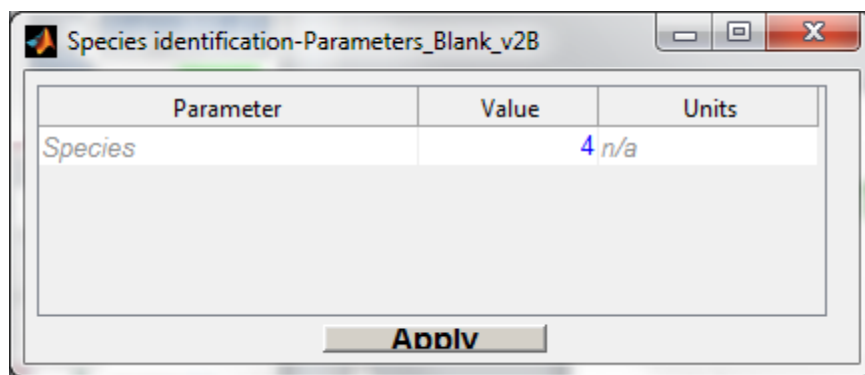 Species identification-Parameters_Blank_v2B
Parameter Value Units
Species 4 n/a
Apply